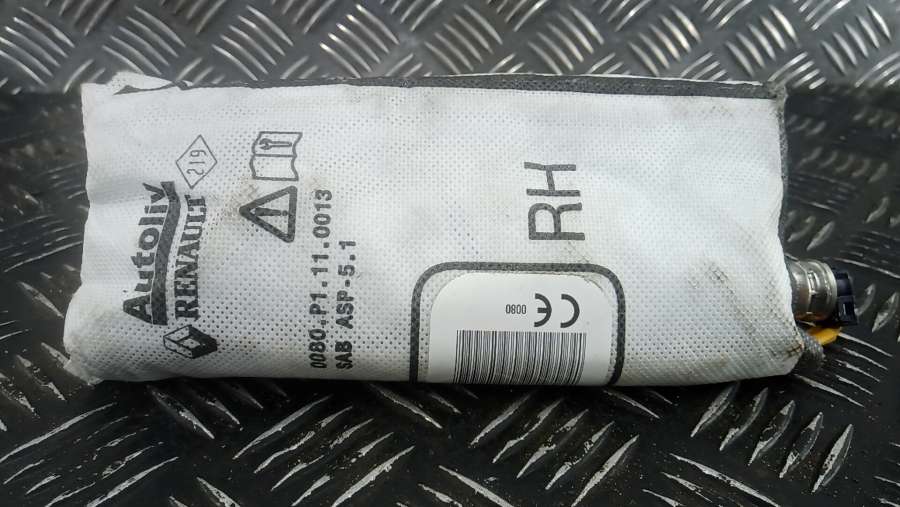 Autoliv
RENAULT
219
0080.P1.11.0013
SAB ASP-5.1
RH
CE
0080